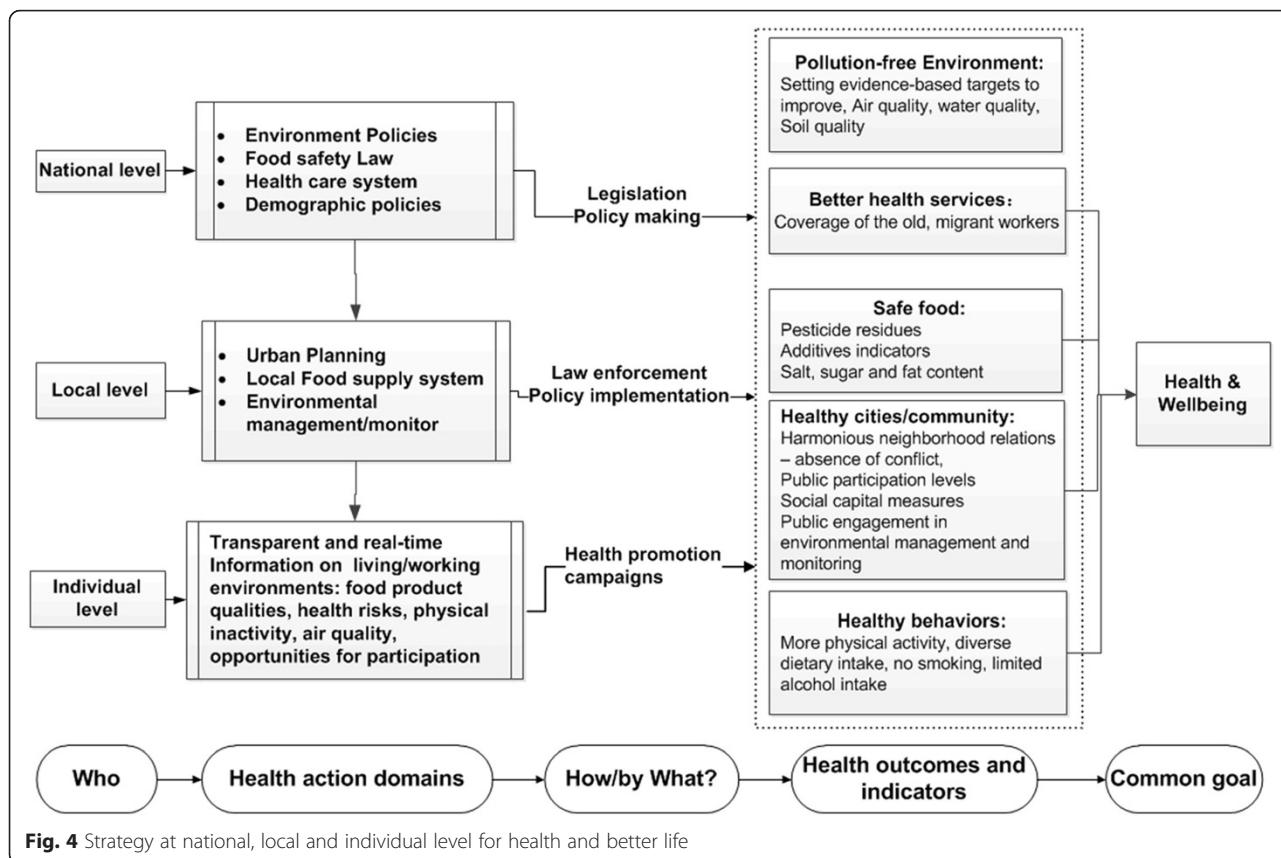 National level
• Environment Policies
• Food safety Law
• Health care system
• Demographic policies
Legislation
Policy making
Local level
• Urban Planning
• Local Food supply system
• Environmental
management/monitor
Law enforcement
Policy implementation
Individual
level
Transparent and real-time
Information on living/working
environments: food product
qualities, health risks, physical
inactivity, air quality,
opportunities for participation
Health promotion
campaigns
Pollution-free Environment:
Setting evidence-based targets to
improve, Air quality, water quality,
Soil quality
Better health services：
Coverage of the old, migrant workers
Safe food:
Pesticide residues
Additives indicators
Salt, sugar and fat content
Healthy cities/community:
Harmonious neighborhood relations
– absence of conflict,
Public participation levels
Social capital measures
Public engagement in
environmental management and
monitoring
Healthy behaviors:
More physical activity, diverse
dietary intake, no smoking, limited
alcohol intake
Health &
Wellbeing
Who
Health action domains
How/by What?
Health outcomes and
indicators
Common goal
Fig. 4 Strategy at national, local and individual level for health and better life